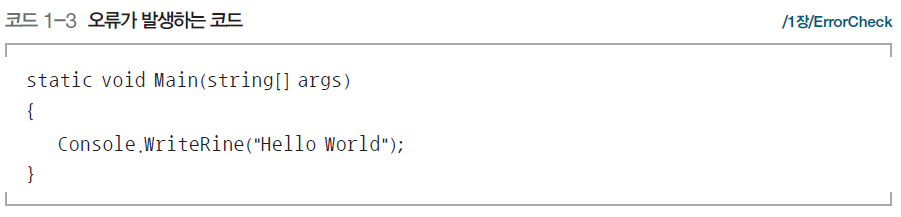 코드 1-3 오류가 발생하는 코드 /1장/ErrorCheck
static void Main(string[] args)
{
Console.WriteRine("Hello World");
}